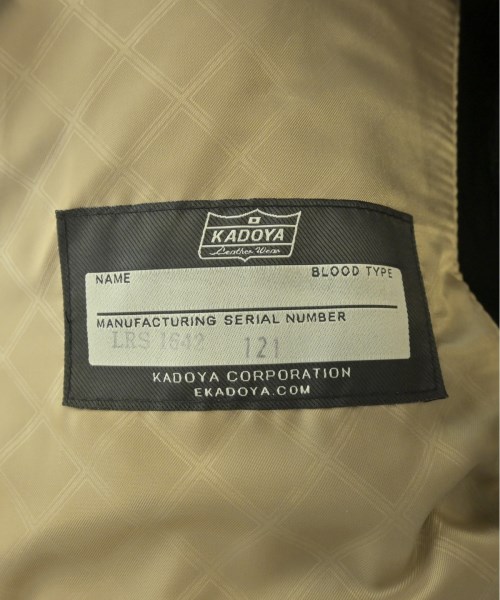 KADOYA
Leather Wear
NAME BLOOD TYPE
MANUFACTURING SERIAL NUMBER
LRS 1642 121
KADOYA CORPORATION
EKADOYA.COM